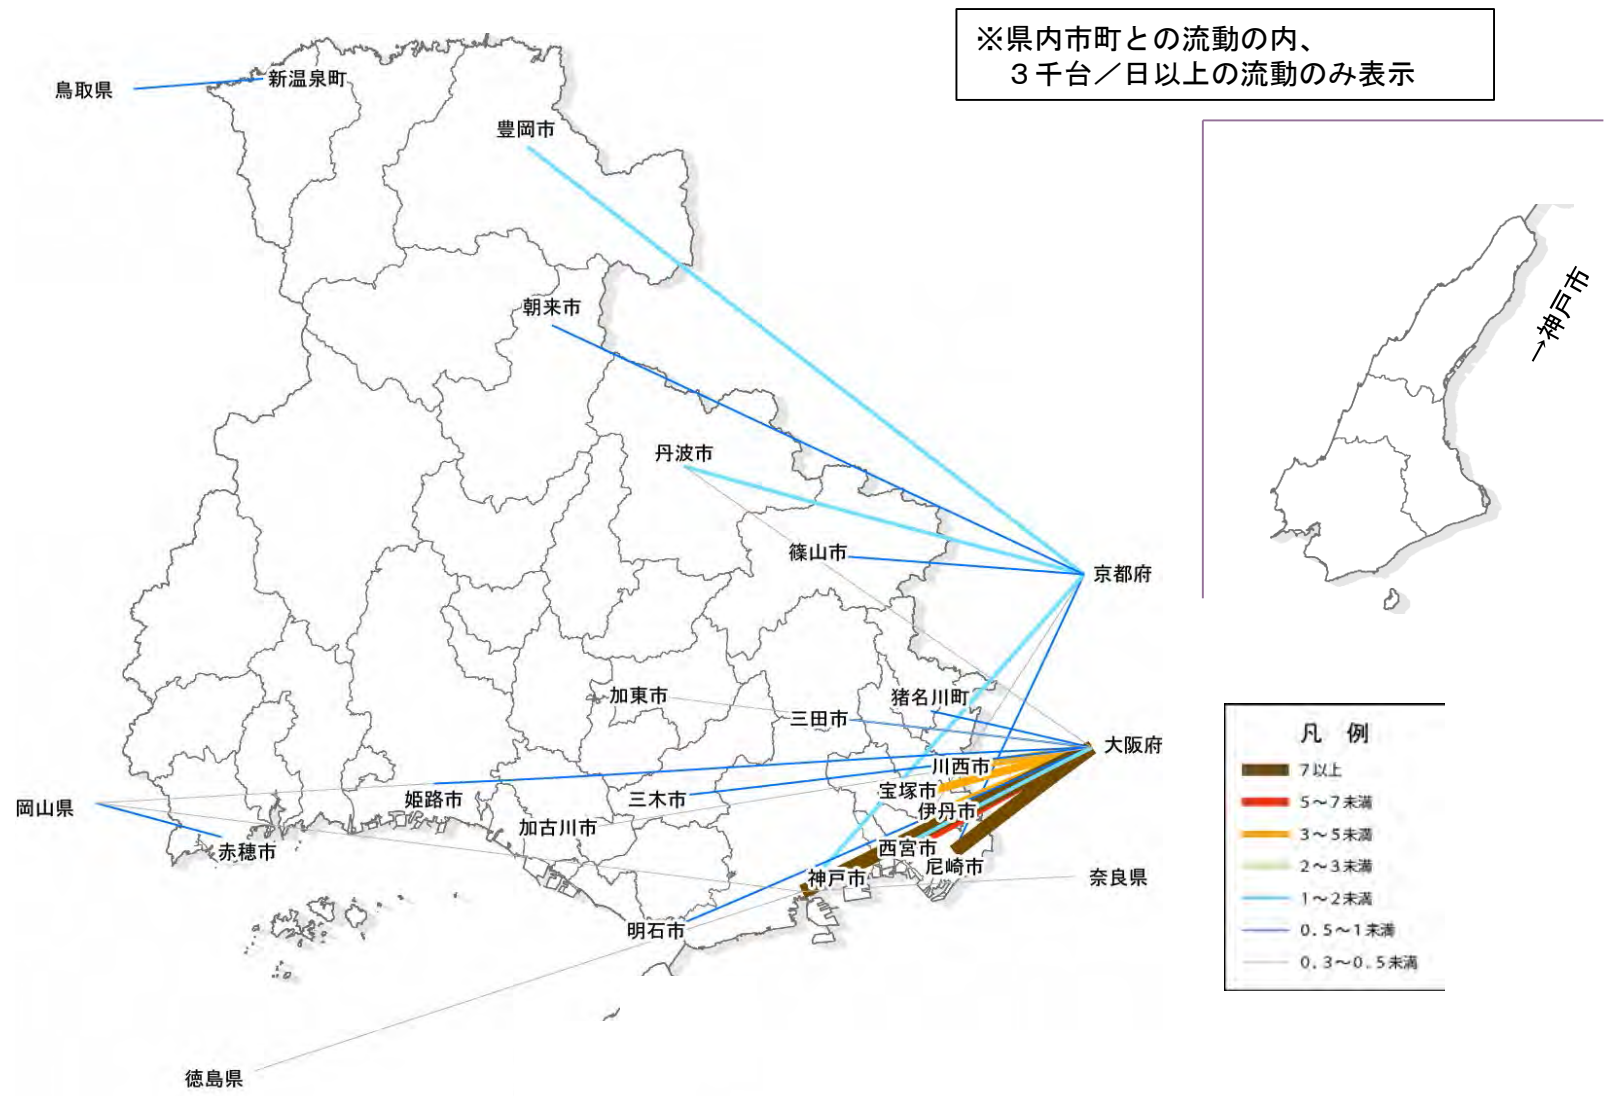 ※県内市町との流動の内、
３千台／日以上の流動のみ表示
鳥取県
新温泉町
豊岡市
朝来市
丹波市
篠山市
京都府
加東市
三田市
猪名川町
大阪府
川西市
宝塚市
伊丹市
姫路市
三木市
加古川市
岡山県
赤穂市
西宮市
尼崎市
神戸市
奈良県
明石市
徳島県
→神戸市
凡 例
7以上
5～7未満
3～5未満
2～3未満
1～2未満
0.5～1未満
0.3～0.5未満